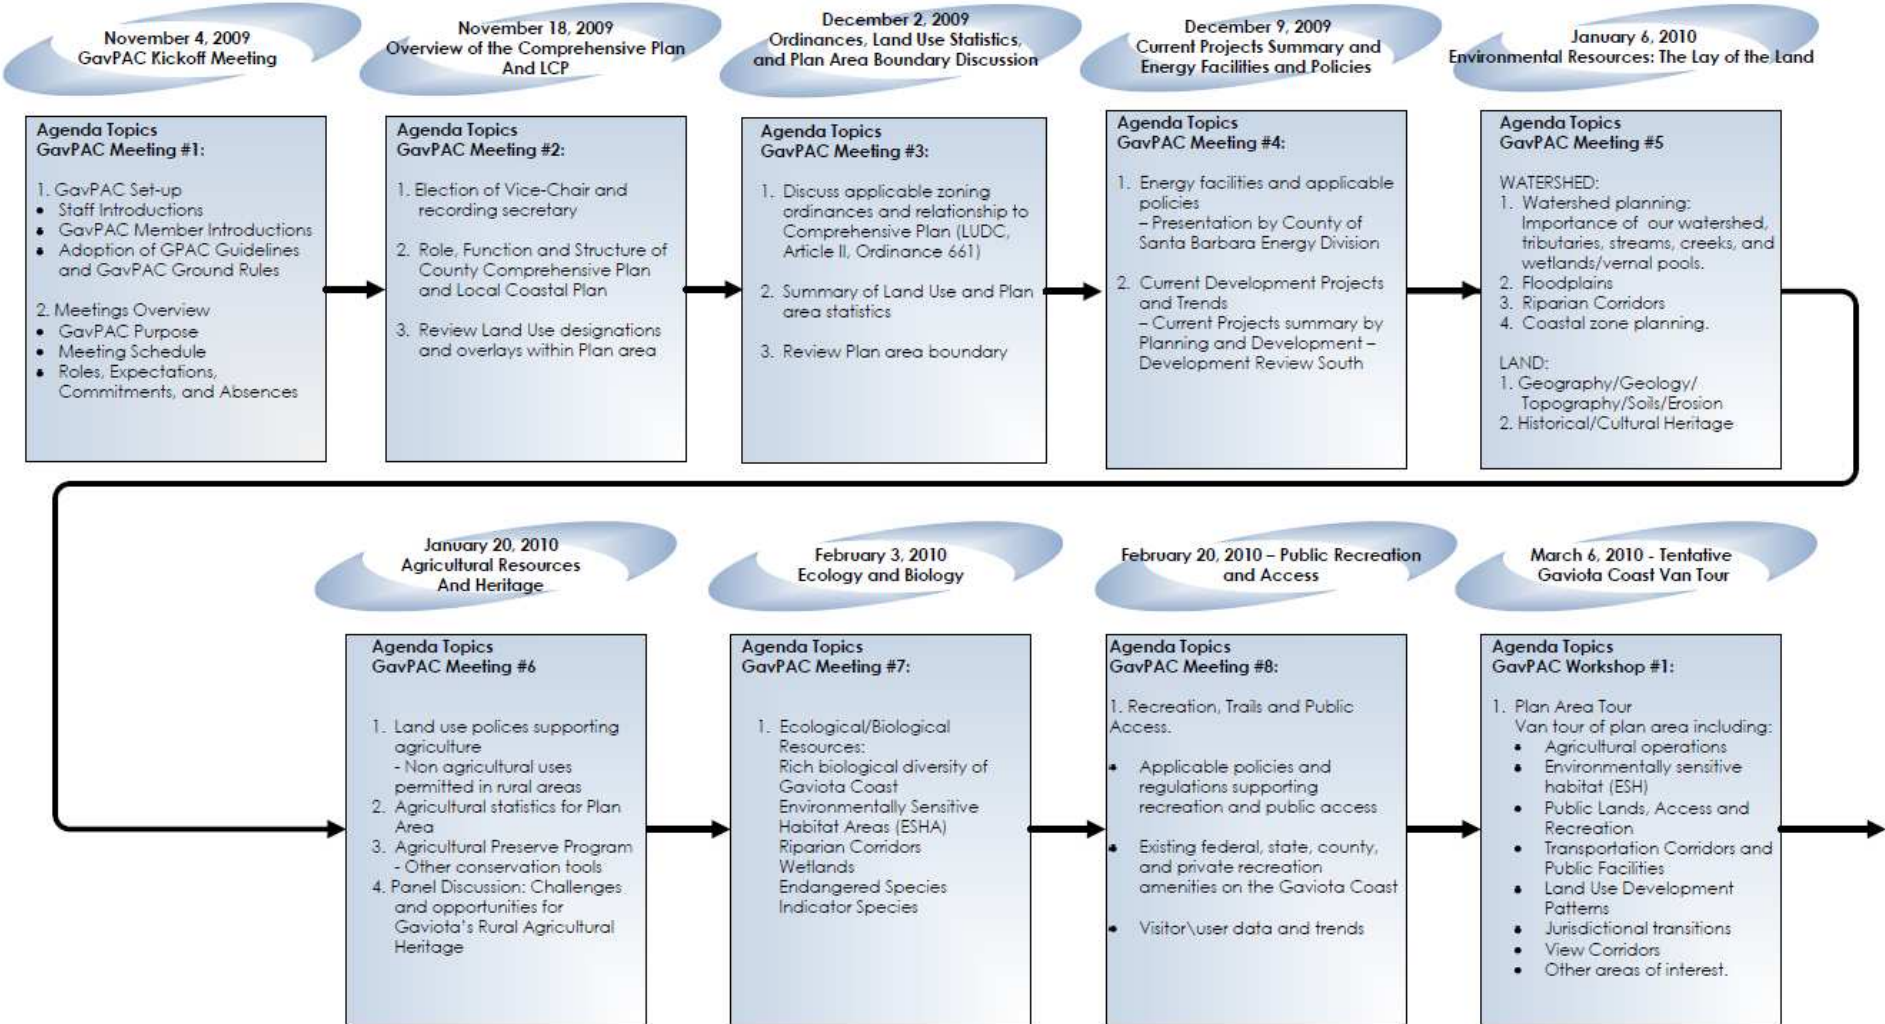 November 4, 2009
GavPAC Kickoff Meeting
Agenda Topics
GavPAC Meeting #1:
1. GavPAC Set-up
• Staff Introductions
• GavPAC Member Introductions
• Adoption of GPAC Guidelines
and GavPAC Ground Rules
2. Meetings Overview
• GavPAC Purpose
• Meeting Schedule
• Roles, Expectations,
Commitments, and Absences
November 18, 2009
Overview of the Comprehensive Plan
And LCP
Agenda Topics
GavPAC Meeting #2:
1. Election of Vice-Chair and
recording secretary
2. Role, Function and Structure of
County Comprehensive Plan
and Local Coastal Plan
3. Review Land Use designations
and overlays within Plan area
December 2, 2009
Ordinances, Land Use Statistics,
and Plan Area Boundary Discussion
Agenda Topics
GavPAC Meeting #3:
1. Discuss applicable zoning
ordinances and relationship to
Comprehensive Plan (LUDC,
Article II, Ordinance 661)
2. Summary of Land Use and Plan
area statistics
3. Review Plan area boundary
December 9, 2009
Current Projects Summary and
Energy Facilities and Policies
Agenda Topics
GavPAC Meeting #4:
1. Energy facilities and applicable
policies
– Presentation by County of
Santa Barbara Energy Division
2. Current Development Projects
and Trends
– Current Projects summary by
Planning and Development –
Development Review South
January 6, 2010
Environmental Resources: The Lay of the Land
Agenda Topics
GavPAC Meeting #5
WATERSHED:
1. Watershed planning:
Importance of our watershed,
tributaries, streams, creeks, and
wetlands/vernal pools.
2. Floodplains
3. Riparian Corridors
4. Coastal zone planning.
LAND:
1. Geography/Geology/
Topography/Soils/Erosion
2. Historical/Cultural Heritage
January 20, 2010
Agricultural Resources
And Heritage
Agenda Topics
GavPAC Meeting #6
1. Land use polices supporting
agriculture
- Non agricultural uses
permitted in rural areas
2. Agricultural statistics for Plan
Area
3. Agricultural Preserve Program
- Other conservation tools
4. Panel Discussion: Challenges
and opportunities for
Gaviota's Rural Agricultural
Heritage
February 3, 2010
Ecology and Biology
Agenda Topics
GavPAC Meeting #7:
1. Ecological/Biological
Resources:
Rich biological diversity of
Gaviota Coast
Environmentally Sensitive
Habitat Areas (ESHA)
Riparian Corridors
Wetlands
Endangered Species
Indicator Species
February 20, 2010 – Public Recreation
and Access
Agenda Topics
GavPAC Meeting #8:
1. Recreation, Trails and Public
Access.
• Applicable policies and
regulations supporting
recreation and public access
• Existing federal, state, county,
and private recreation
amenities on the Gaviota Coast
• Visitor\user data and trends
March 6, 2010 - Tentative
Gaviota Coast Van Tour
Agenda Topics
GavPAC Workshop #1:
1. Plan Area Tour
Van tour of plan area including:
• Agricultural operations
• Environmentally sensitive
habitat (ESH)
• Public Lands, Access and
Recreation
• Transportation Corridors and
Public Facilities
• Land Use Development
Patterns
• Jurisdictional transitions
• View Corridors
• Other areas of interest.